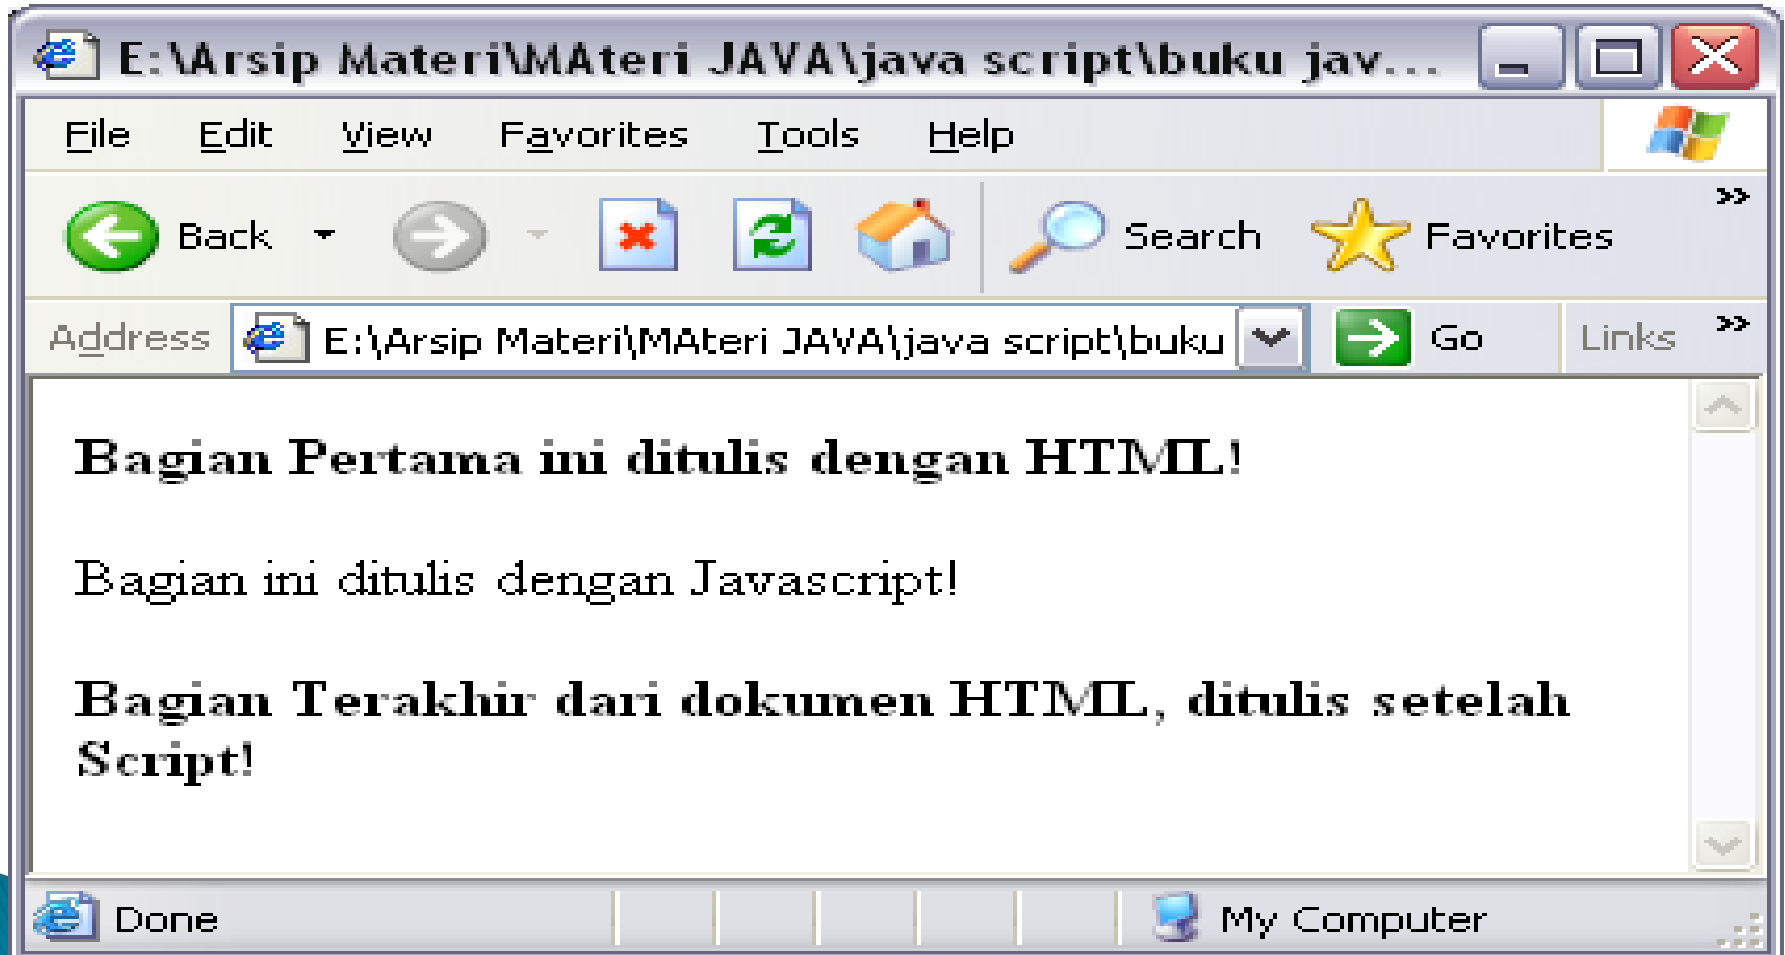 E:\Arsip Materi\MAteri JAVA\java script\buku jav...
File Edit View Favorites Tools Help
Back Search Favorites »
Address E:\Arsip Materi\MAteri JAVA\java script\buku Go Links »
Bagian Pertama ini ditulis dengan HTML!
Bagian ini ditulis dengan Javascript!
Bagian Terakhir dari dokumen HTML, ditulis setelah
Script!
Done My Computer